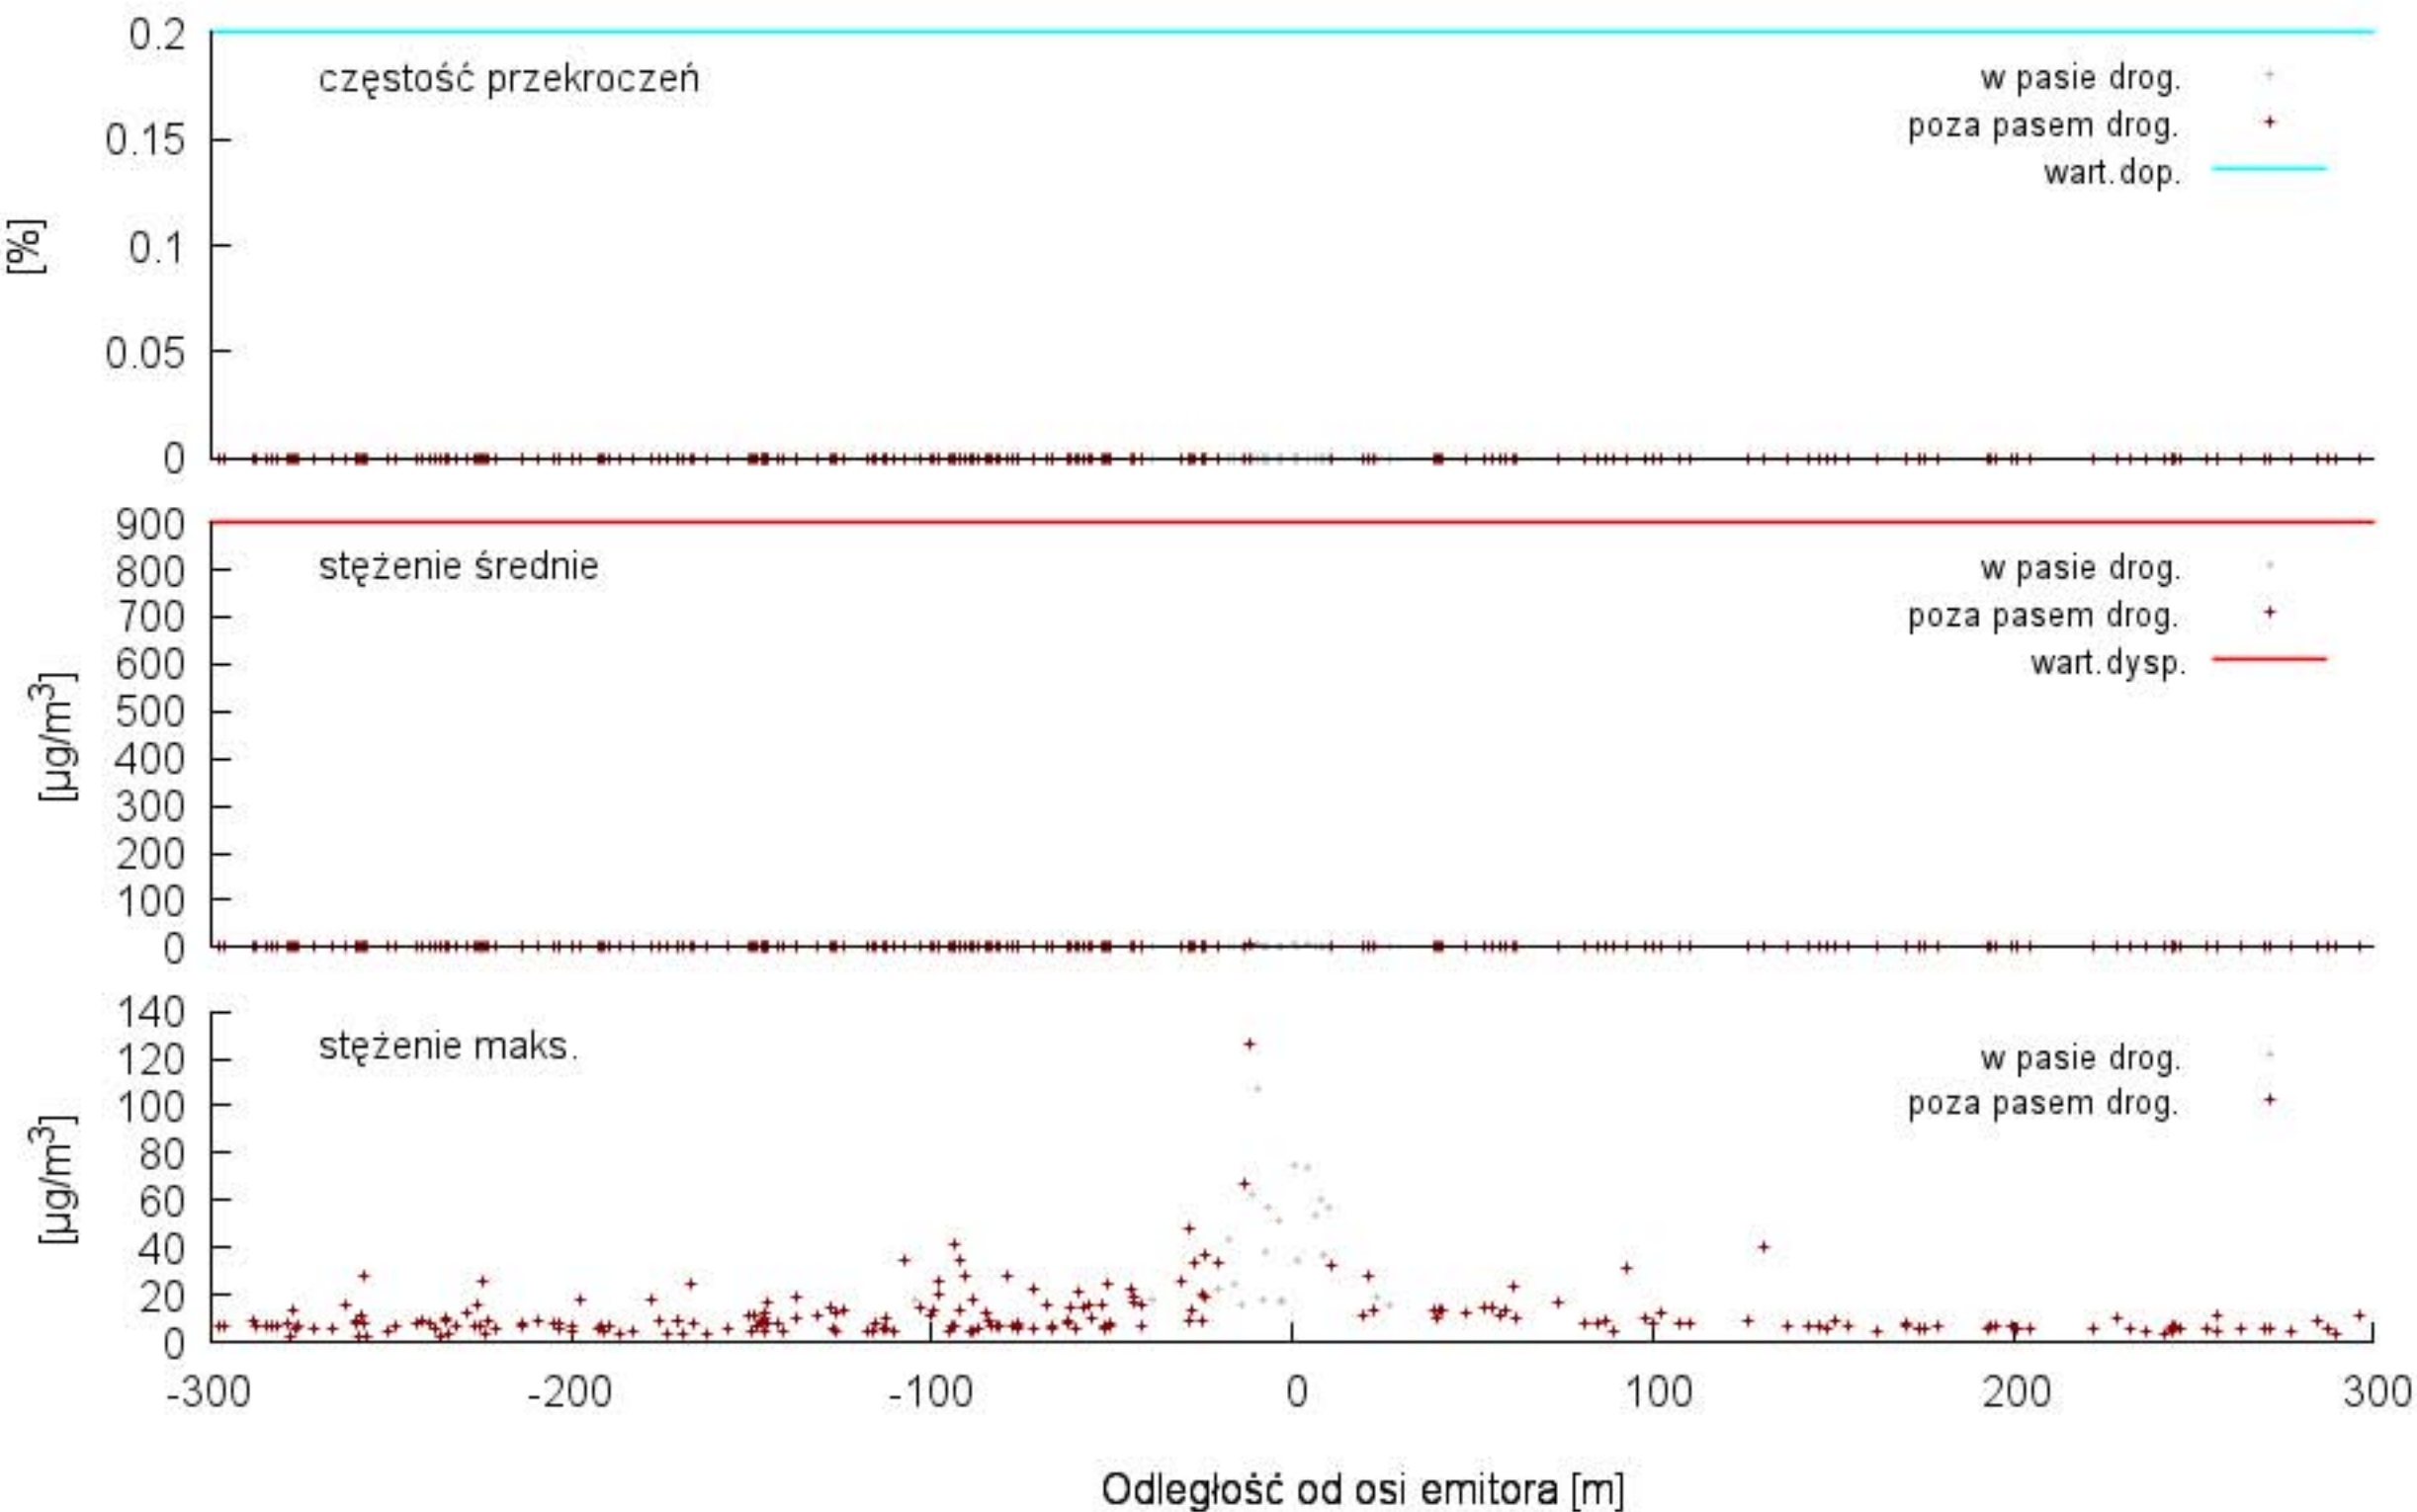 0.2
częstość przekroczeń
w pasie drog.
0.15
poza pasem drog.
wart.dop.
[%]
0.1
0.05
0
900
stężenie średnie
w pasie drog.
800
700
poza pasem drog.
600
wart.dysp.
[µg/m³]
500
400
300
200
100
0
140
stężenie maks.
w pasie drog.
120
100
poza pasem drog.
[µg/m³]
80
60
40
20
0
-300 -200 -100 0 100 200 300
Odległość od osi emitora [m]